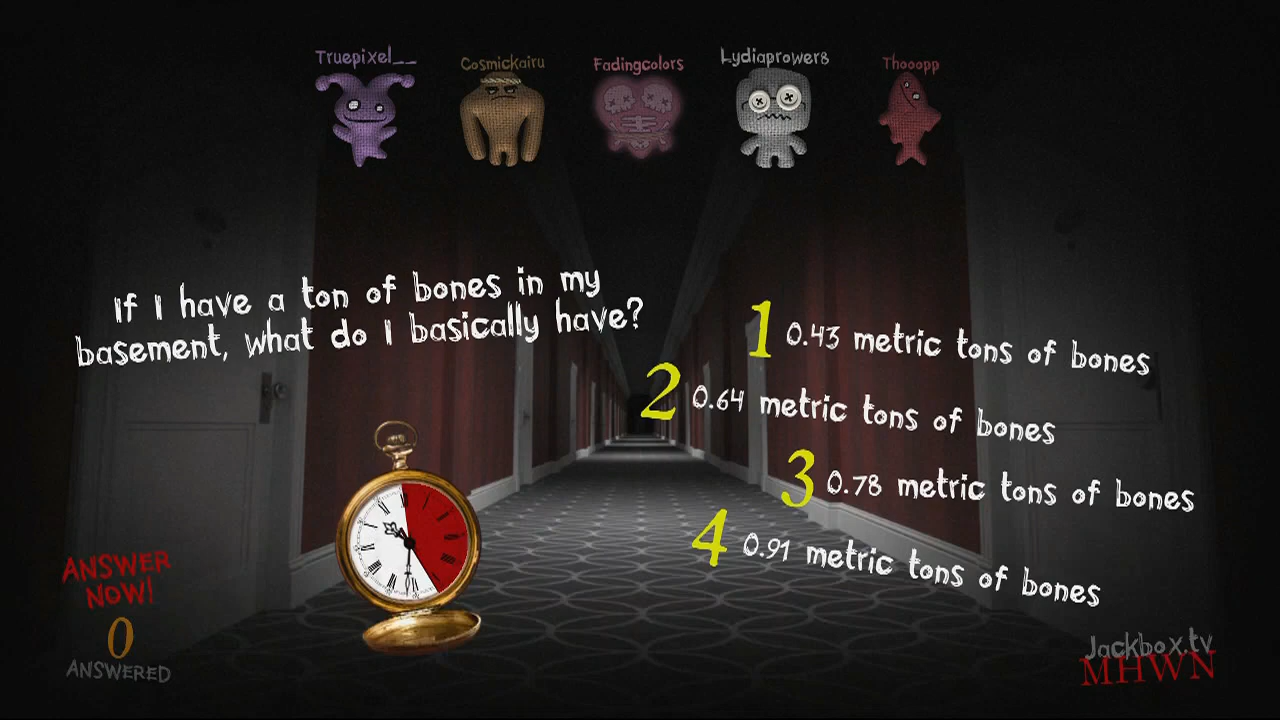 Truepixel__
Cosmickairu
Fadingcolors
Lydiaprower8
Thooopp
If I have a ton of bones in my
basement, what do I basically have?
1 0.43 metric tons of bones
2 0.64 metric tons of bones
3 0.78 metric tons of bones
4 0.91 metric tons of bones
ANSWER
NOW!
0
ANSWERED
Jackbox.tv
MHWN